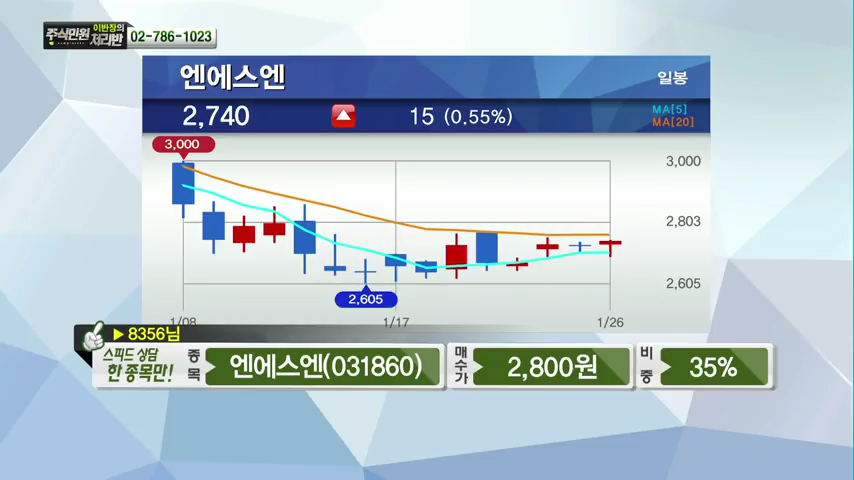 주식민원 이반장의 처리반 02-786-1023
엔에스엔 일봉
2,740 15 (0.55%)
MA[5]
MA[20]
3,000
3,000
2,803
2,605
2,605
1/08 1/17 1/26
▶ 8356님
스피드 상담
한 종목만!
종목 엔에스엔(031860) 매수가 2,800원 비중 35%